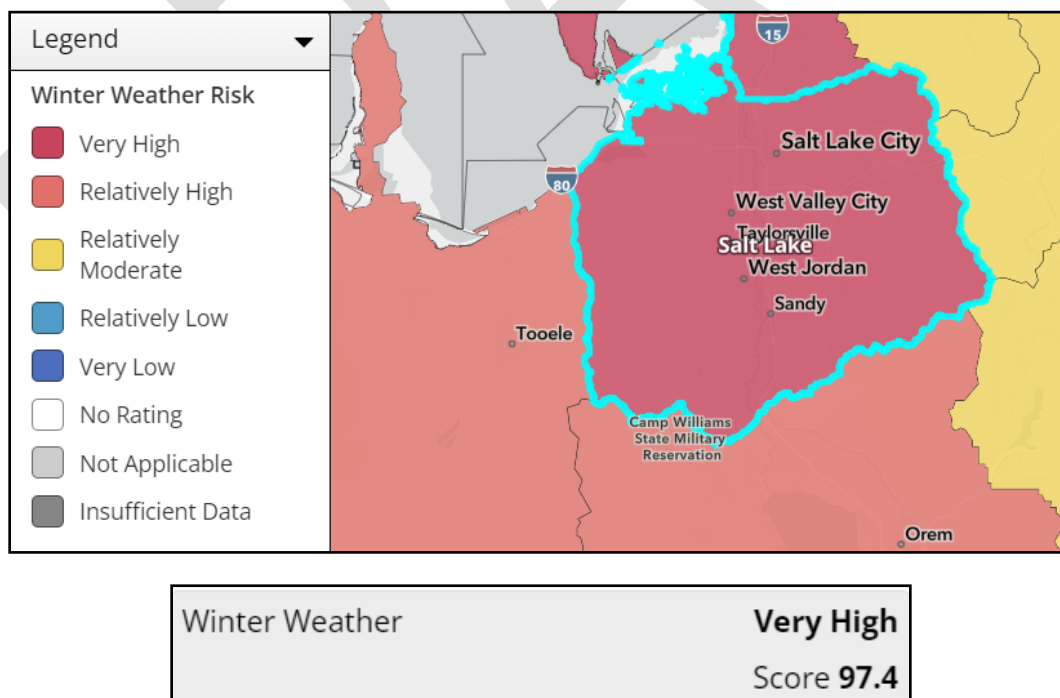 Legend
Winter Weather Risk
Very High
Relatively High
Relatively
Moderate
Relatively Low
Very Low
No Rating
Not Applicable
Insufficient Data
15
Salt Lake City
80
West Valley City
Taylorsville
Salt Lake
West Jordan
Sandy
Tooele
Camp Williams
State Military
Reservation
Orem
Winter Weather Very High
Score 97.4